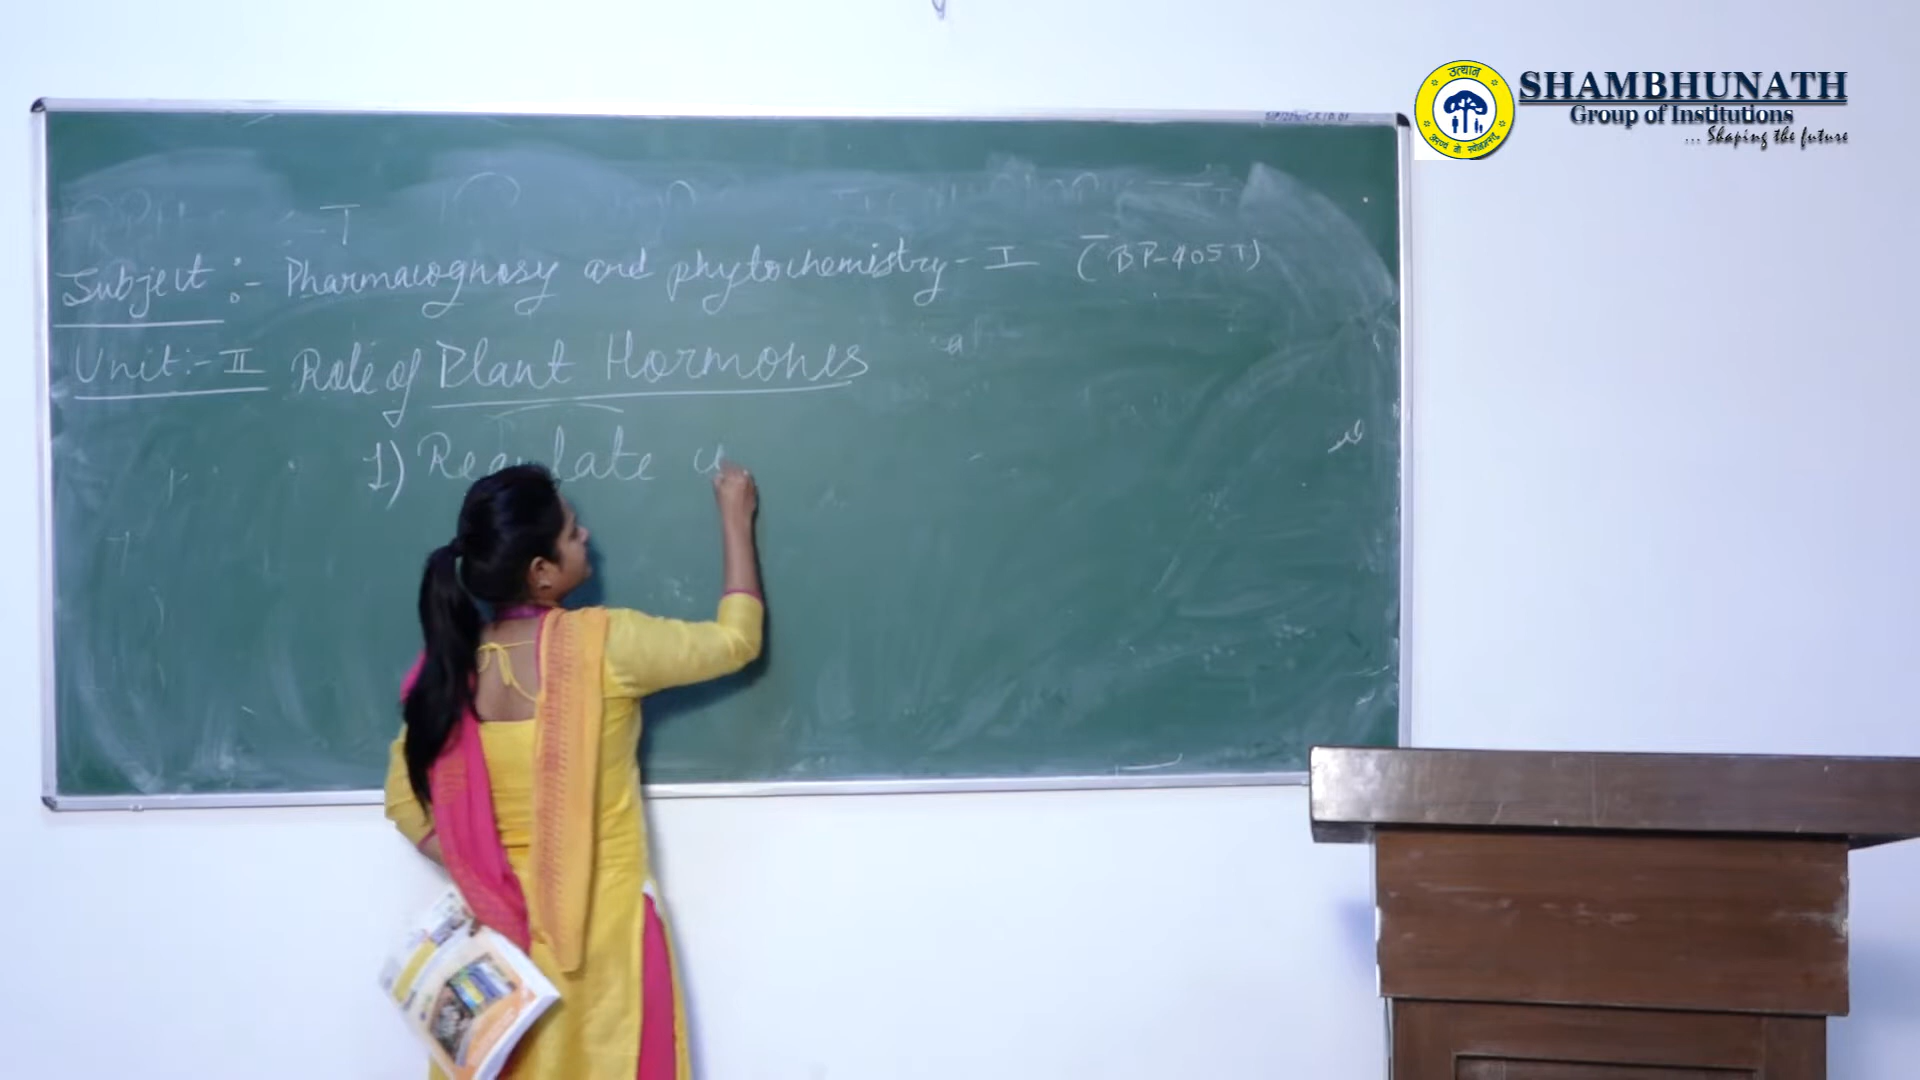 उत्थान
SHAMBHUNATH
Group of Institutions
... Shaping the future
Subject :- Pharmacognosy and phytochemistry - I (BP-405T)
Unit:-II Role of Plant Hormones
1) Regulate